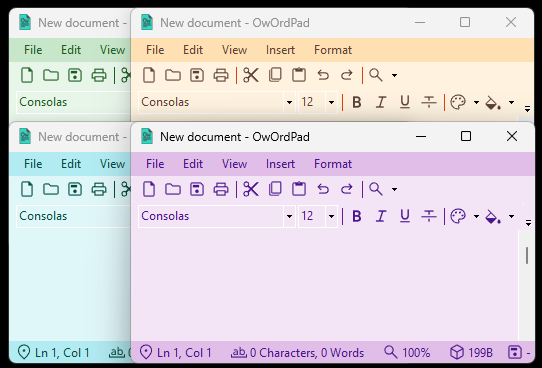 New document -
New document - OwOrdPad
File Edit View
File Edit View Insert Format
Consolas
Consolas 12 B I U T
New document -
New document - OwOrdPad
File Edit View
File Edit View Insert Format
Consolas
Consolas 12 B I U T
Ln 1, Col 1 ab, 0
Ln 1, Col 1 ab, 0 Characters, 0 Words 100% 199B -